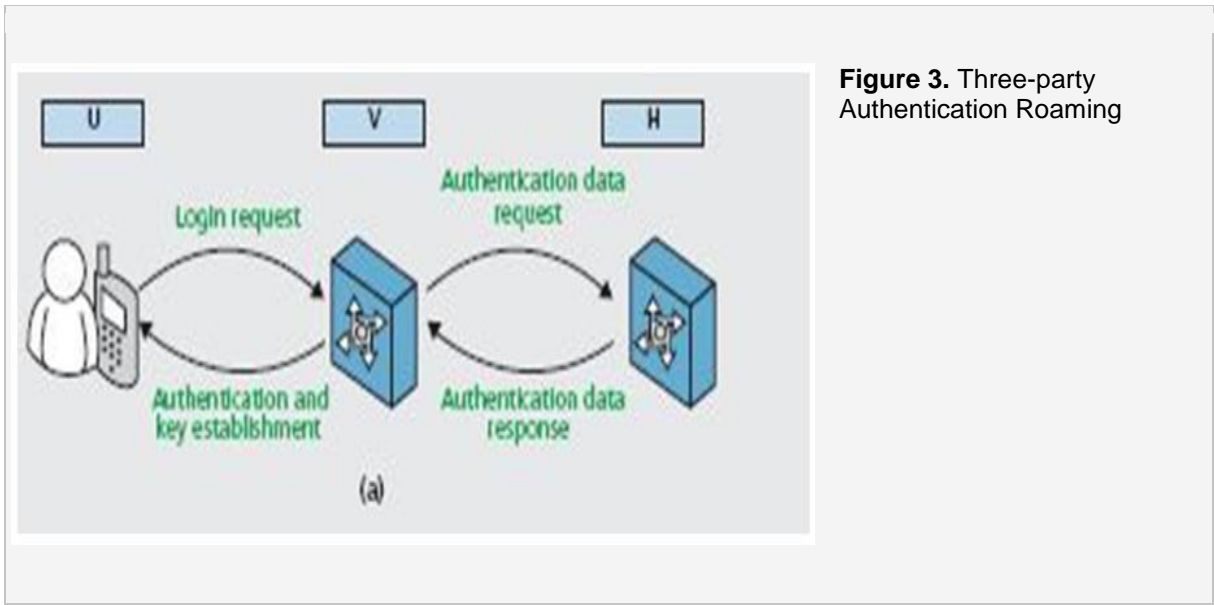 Figure 3. Three-party
Authentication Roaming
U
V
H
Login request
Authentication data
request
Authentication and
key establishment
Authentication data
response
(a)